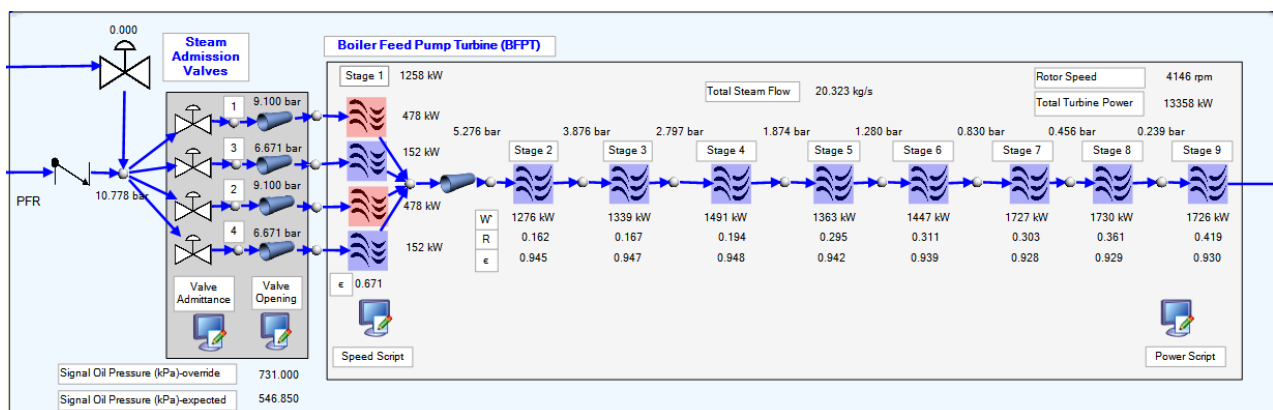 0.000
Steam
Admission
Valves
Boiler Feed Pump Turbine (BFPT)
PFR
10.778 bar
1
9.100 bar
3
6.671 bar
2
9.100 bar
4
6.671 bar
Valve
Admittance
Valve
Opening
Stage 1
1258 kW
478 kW
152 kW
478 kW
152 kW
ε 0.671
Speed Script
Total Steam Flow 20.323 kg/s
Rotor Speed 4146 rpm
Total Turbine Power 13358 kW
5.276 bar 3.876 bar 2.797 bar 1.874 bar 1.280 bar 0.830 bar 0.456 bar 0.239 bar
Stage 2 Stage 3 Stage 4 Stage 5 Stage 6 Stage 7 Stage 8 Stage 9
1276 kW 1339 kW 1491 kW 1363 kW 1447 kW 1727 kW 1730 kW 1726 kW
R 0.162 0.167 0.194 0.295 0.311 0.303 0.361 0.419
ε 0.945 0.947 0.948 0.942 0.939 0.928 0.929 0.930
Power Script
Signal Oil Pressure (kPa)-override 731.000
Signal Oil Pressure (kPa)-expected 546.850